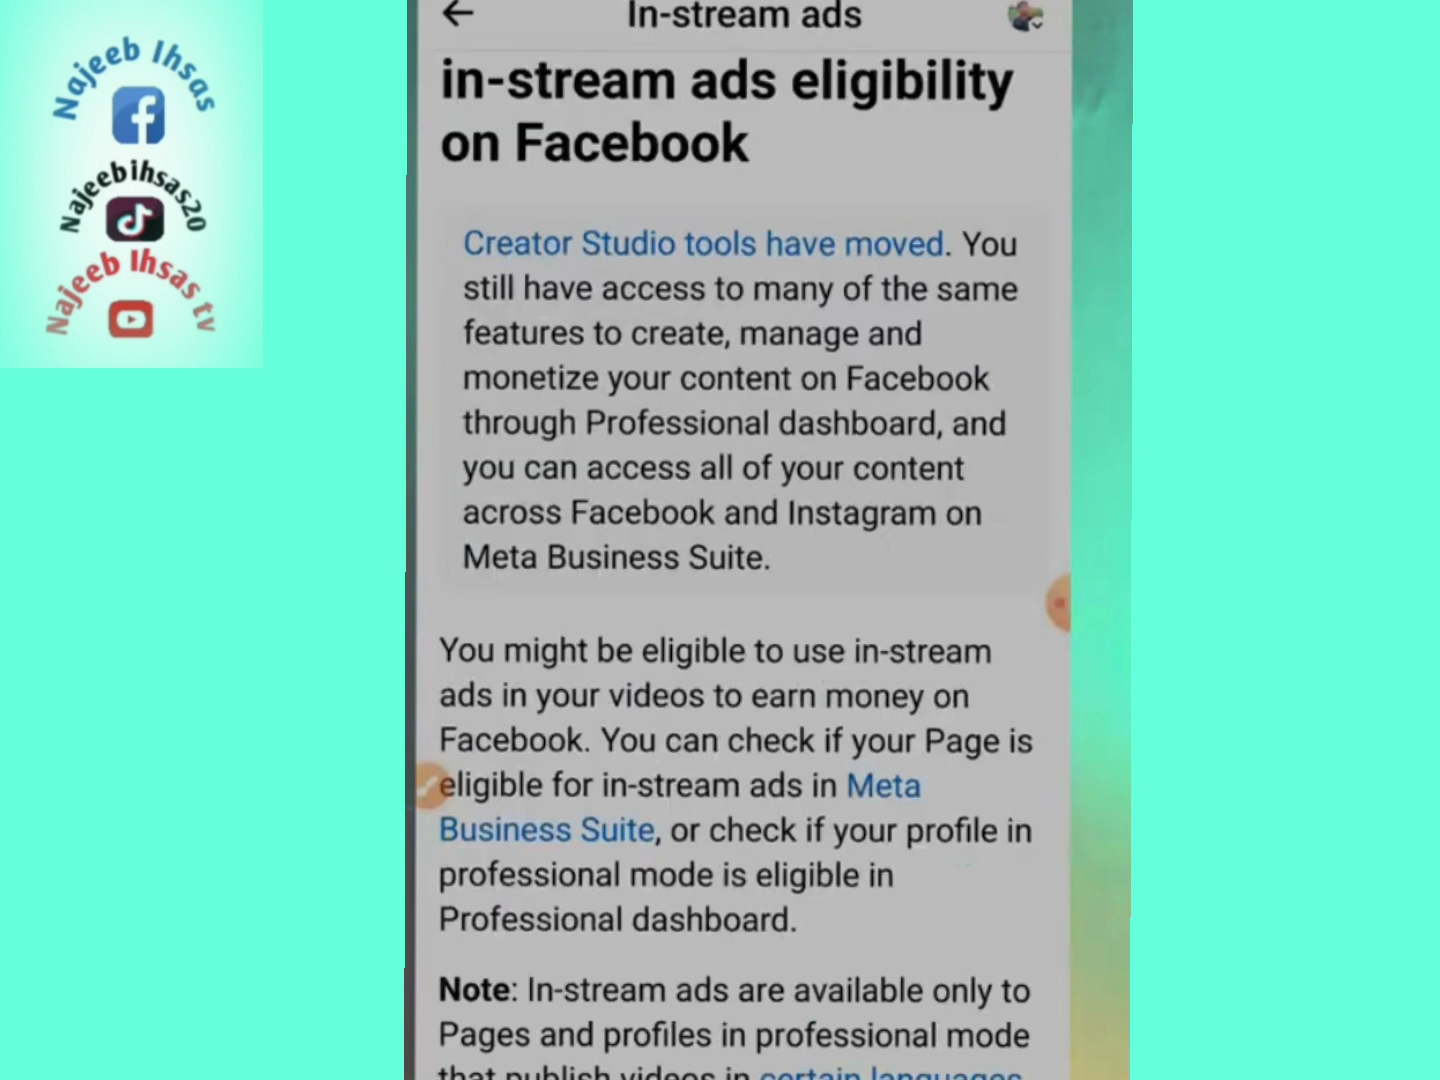 Najeeb Ihsas
Najeebihsas20
Najeeb Ihsas tv
In-stream ads
in-stream ads eligibility
on Facebook
Creator Studio tools have moved. You
still have access to many of the same
features to create, manage and
monetize your content on Facebook
through Professional dashboard, and
you can access all of your content
across Facebook and Instagram on
Meta Business Suite.
You might be eligible to use in-stream
ads in your videos to earn money on
Facebook. You can check if your Page is
eligible for in-stream ads in Meta
Business Suite, or check if your profile in
professional mode is eligible in
Professional dashboard.
Note: In-stream ads are available only to
Pages and profiles in professional mode
that publish videos in certain languages